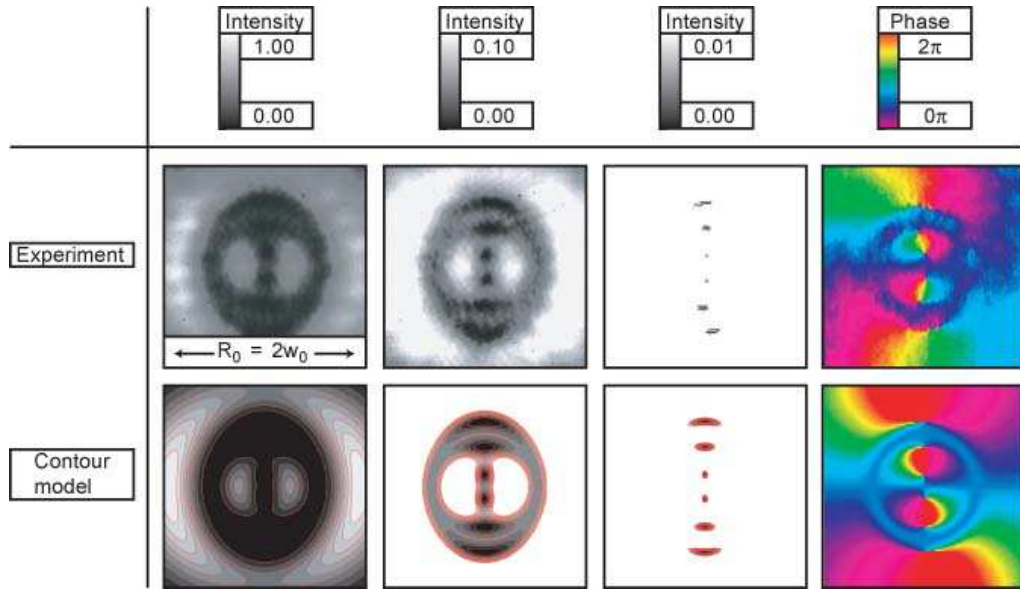 Intensity
1.00
0.00
Intensity
0.10
0.00
Intensity
0.01
0.00
Phase
2π
0π
Experiment
R₀ = 2w₀
Contour
model